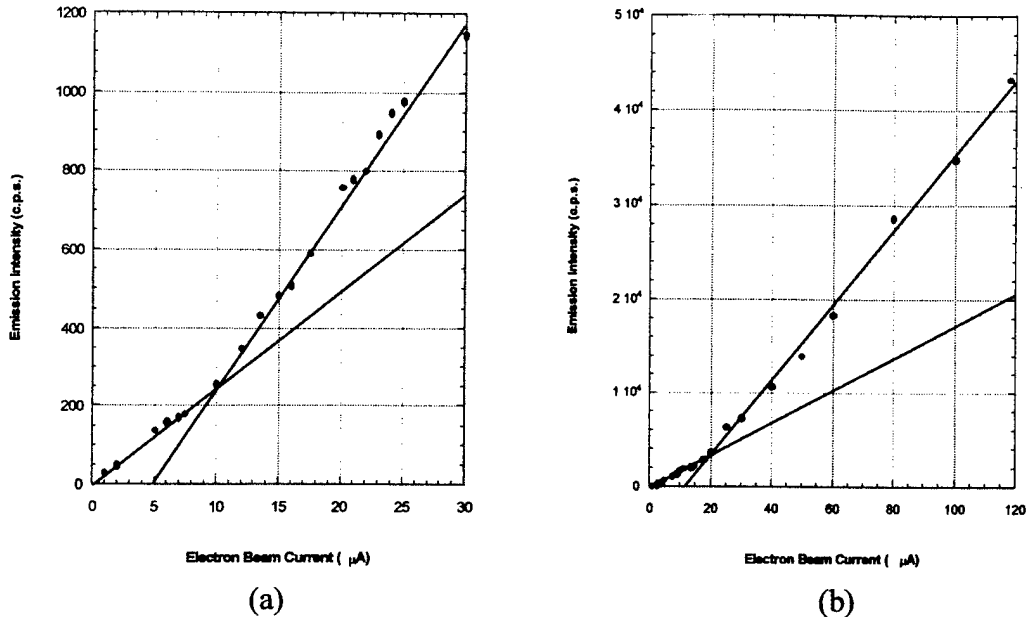 1200
1000
800
600
400
200
0
0 5 10 15 20 25 30
Emission Intensity (c.p.s.)
Electron Beam Current ( μA)
(a)
5 10⁴
4 10⁴
3 10⁴
2 10⁴
1 10⁴
0
0 20 40 60 80 100 120
Emission Intensity (c.p.s.)
Electron Beam Current ( μA)
(b)